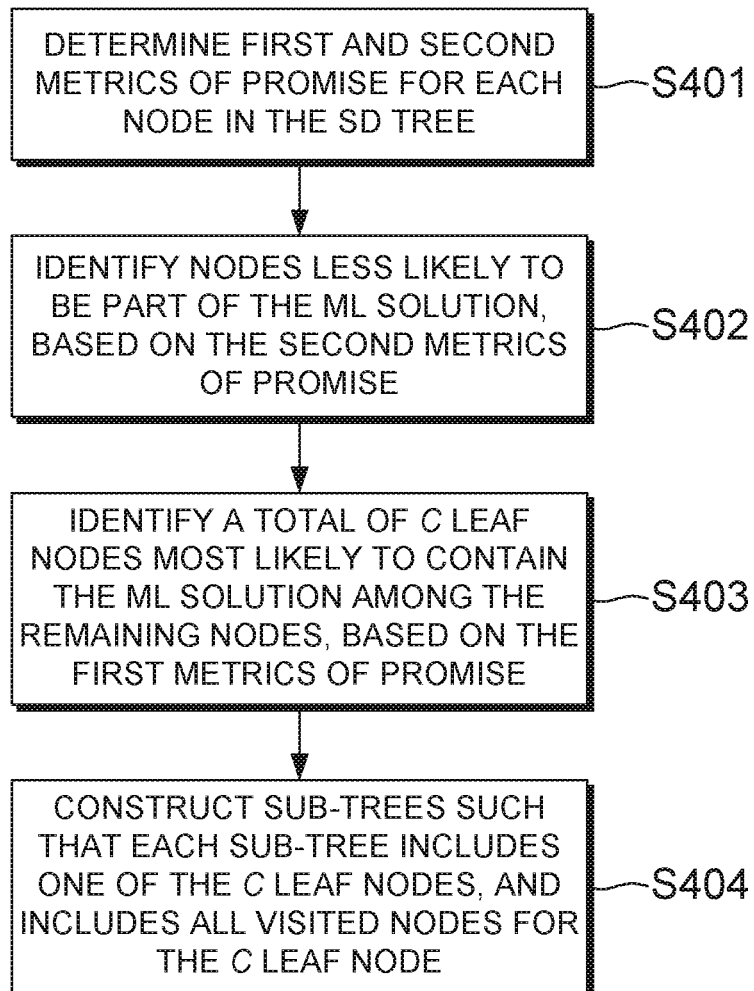 DETERMINE FIRST AND SECOND
METRICS OF PROMISE FOR EACH
NODE IN THE SD TREE
S401
IDENTIFY NODES LESS LIKELY TO
BE PART OF THE ML SOLUTION,
BASED ON THE SECOND METRICS
OF PROMISE
S402
IDENTIFY A TOTAL OF C LEAF
NODES MOST LIKELY TO CONTAIN
THE ML SOLUTION AMONG THE
REMAINING NODES, BASED ON THE
FIRST METRICS OF PROMISE
S403
CONSTRUCT SUB-TREES SUCH
THAT EACH SUB-TREE INCLUDES
ONE OF THE C LEAF NODES, AND
INCLUDES ALL VISITED NODES FOR
THE C LEAF NODE
S404